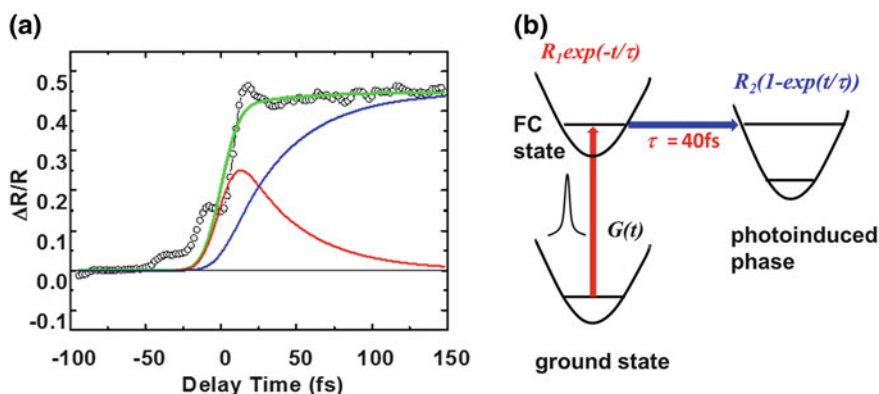 (a)
0.5
0.4
0.3
0.2
0.1
0.0
-0.1
ΔR/R
-100 -50 0 50 100 150
Delay Time (fs)
(b)
R₁exp(-t/τ)
R₂(1-exp(t/τ))
FC
state
τ = 40fs
G(t)
photoinduced
phase
ground state